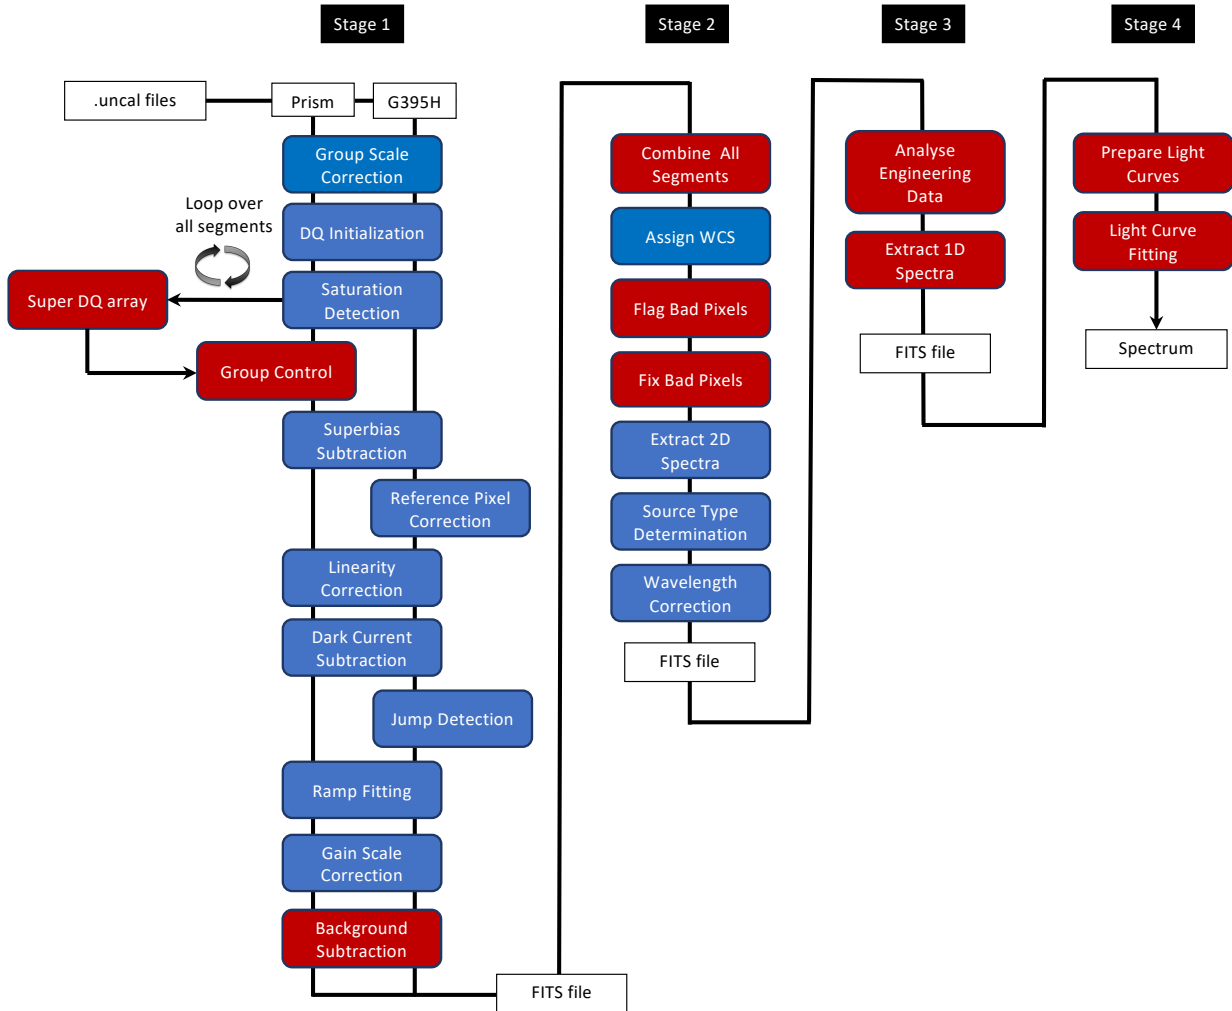 Stage 1
Stage 2
Stage 3
Stage 4
.uncal files
Prism
G395H
Group Scale
Correction
Loop over
all segments
DQ Initialization
Super DQ array
Saturation
Detection
Group Control
Superbias
Subtraction
Reference Pixel
Correction
Linearity
Correction
Dark Current
Subtraction
Jump Detection
Ramp Fitting
Gain Scale
Correction
Background
Subtraction
FITS file
Combine All
Segments
Assign WCS
Flag Bad Pixels
Fix Bad Pixels
Extract 2D
Spectra
Source Type
Determination
Wavelength
Correction
FITS file
Analyse
Engineering
Data
Extract 1D
Spectra
FITS file
Prepare Light
Curves
Light Curve
Fitting
Spectrum